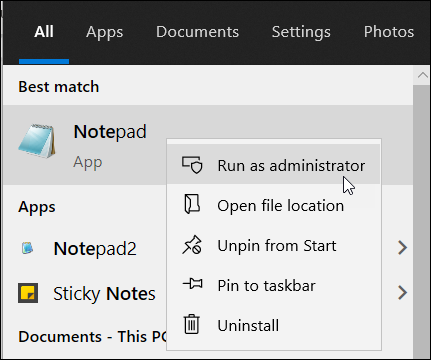 All Apps Documents Settings Photos
Best match
Notepad
App
Run as administrator
Open file location
Unpin from Start
Pin to taskbar
Uninstall
Apps
Notepad2
Sticky Notes
Documents - This PC